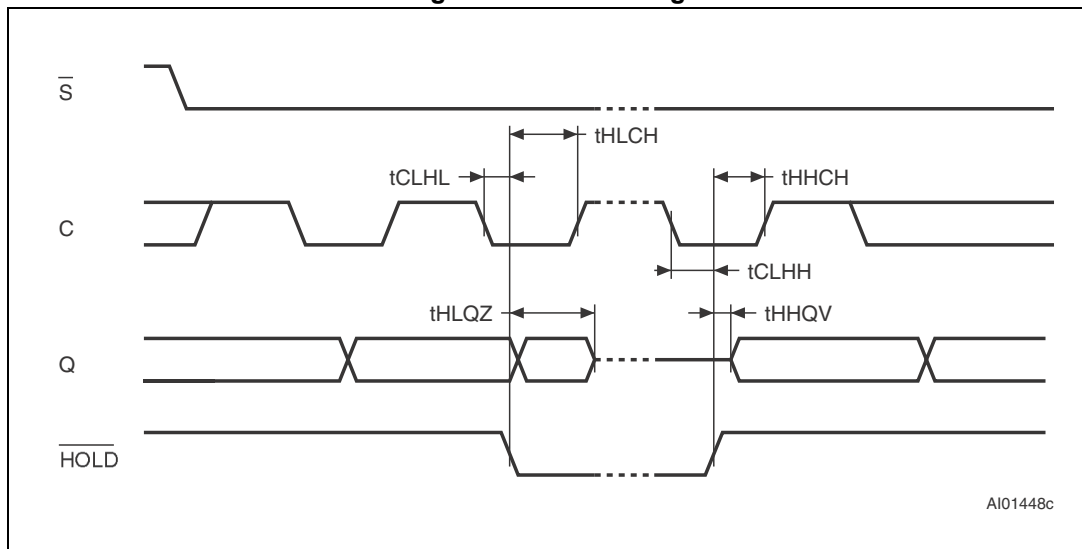 S
tHLCH
tCLHL
tHHCH
C
tCLHH
tHLQZ
tHHQV
Q
HOLD
AI01448c